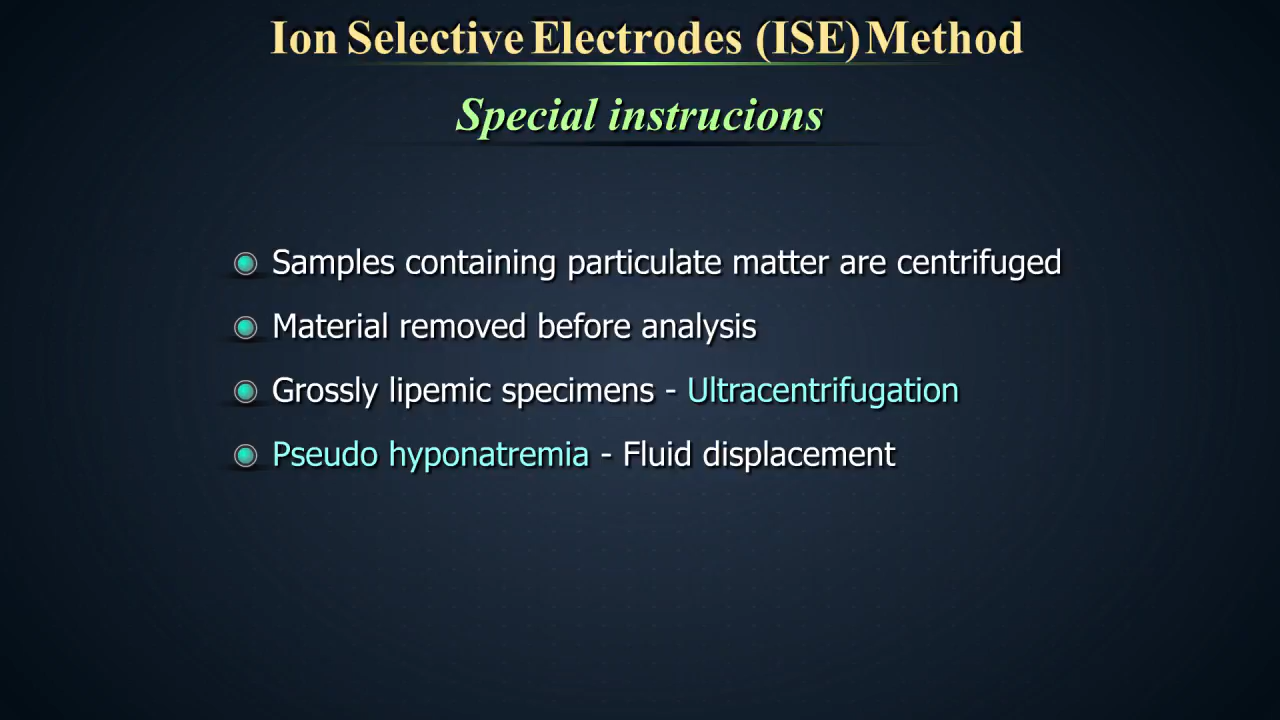 Ion Selective Electrodes (ISE) Method
Special instrucions
Samples containing particulate matter are centrifuged
Material removed before analysis
Grossly lipemic specimens - Ultracentrifugation
Pseudo hyponatremia - Fluid displacement